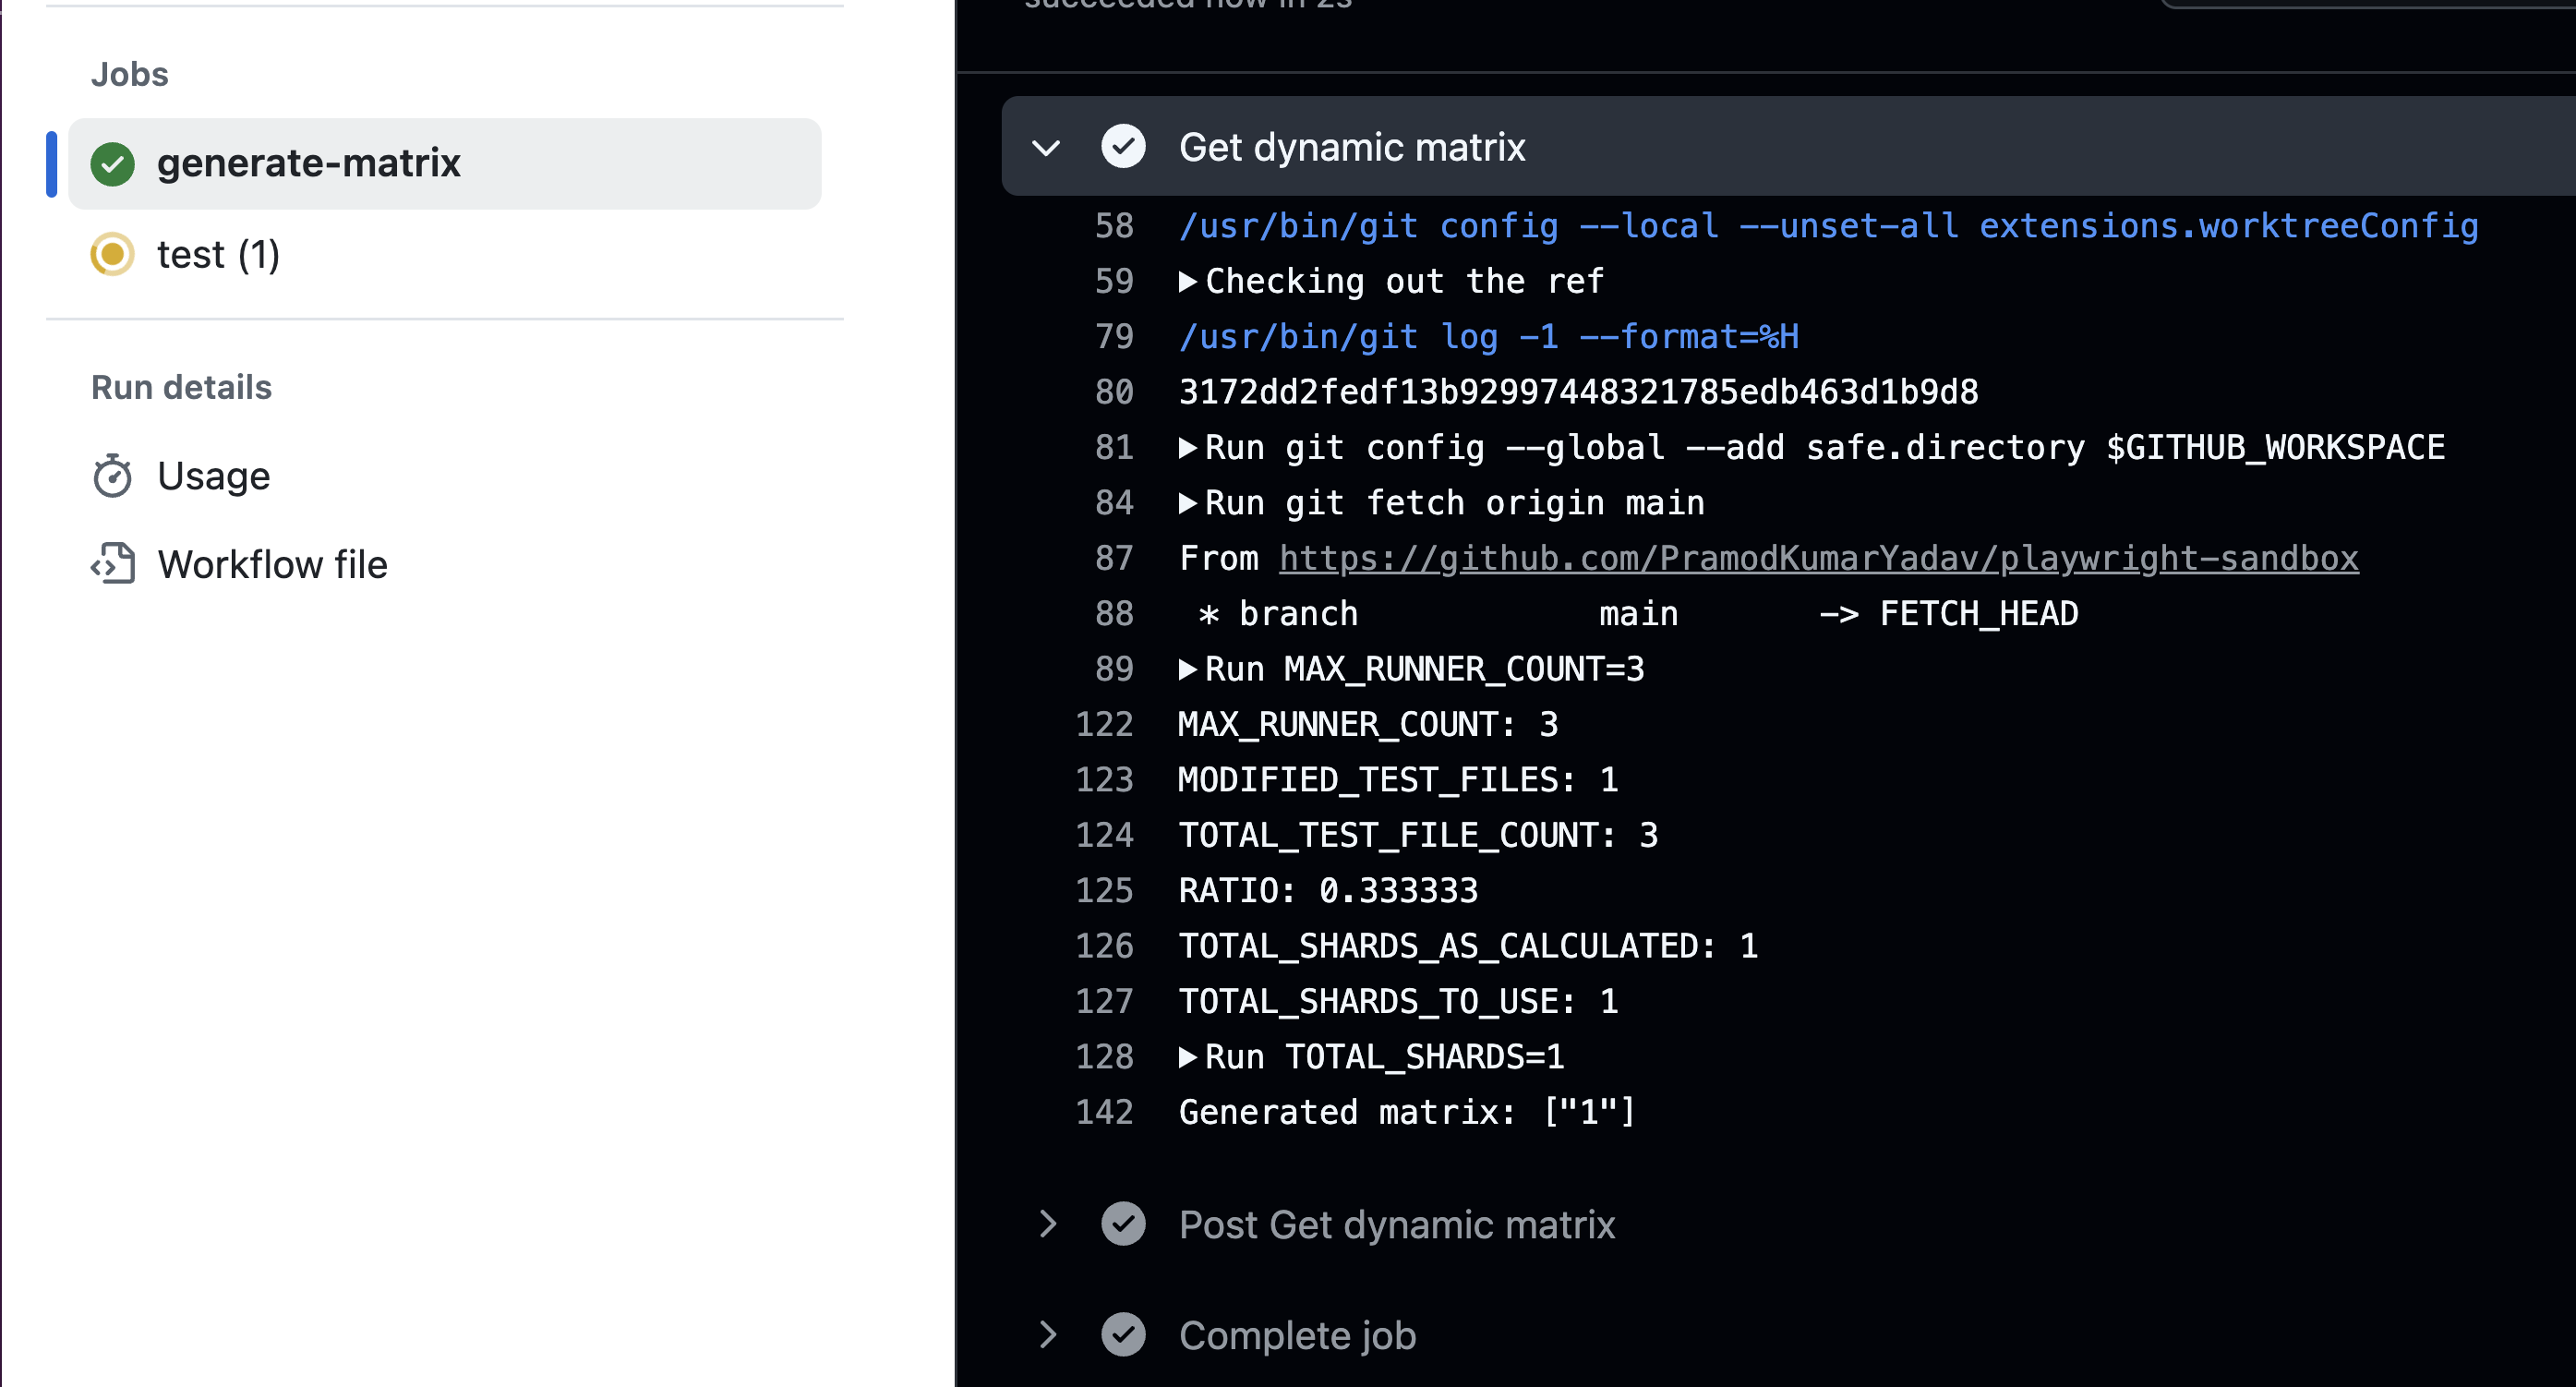 Jobs
generate-matrix
test (1)
Run details
Usage
Workflow file
succeeded now in 2s
Get dynamic matrix
58 /usr/bin/git config --local --unset-all extensions.worktreeConfig
59 Checking out the ref
79 /usr/bin/git log -1 --format=%H
80 3172dd2fedf13b92997448321785edb463d1b9d8
81 Run git config --global --add safe.directory $GITHUB_WORKSPACE
84 Run git fetch origin main
87 From https://github.com/PramodKumarYadav/playwright-sandbox
88 * branch main -> FETCH_HEAD
89 Run MAX_RUNNER_COUNT=3
122 MAX_RUNNER_COUNT: 3
123 MODIFIED_TEST_FILES: 1
124 TOTAL_TEST_FILE_COUNT: 3
125 RATIO: 0.333333
126 TOTAL_SHARDS_AS_CALCULATED: 1
127 TOTAL_SHARDS_TO_USE: 1
128 Run TOTAL_SHARDS=1
142 Generated matrix: ["1"]
Post Get dynamic matrix
Complete job